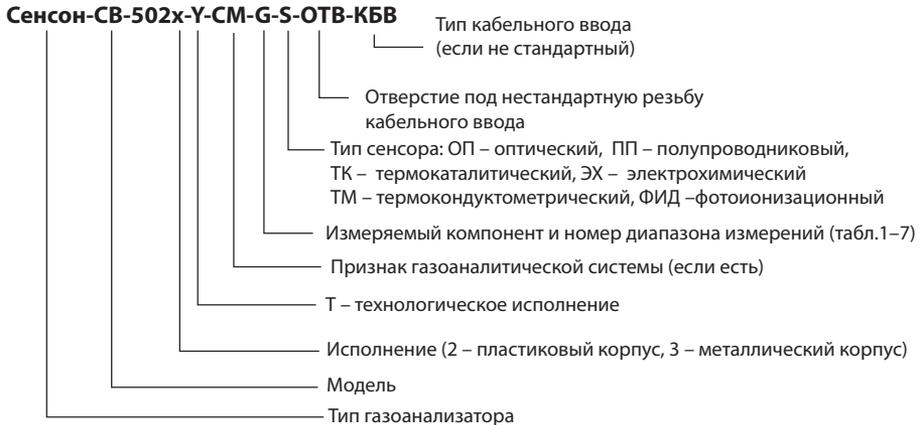 Сенсон-СВ-502x-Y-СМ-G-S-ОТВ-КБВ
Тип кабельного ввода
(если не стандартный)
Отверстие под нестандартную резьбу
кабельного ввода
Тип сенсора: ОП – оптический, ПП – полупроводниковый,
ТК – термокаталитический, ЭХ – электрохимический
ТМ – термокондуктометрический, ФИД –фотоионизационный
Измеряемый компонент и номер диапазона измерений (табл.1–7)
Признак газоаналитической системы (если есть)
Т – технологическое исполнение
Исполнение (2 – пластиковый корпус, 3 – металлический корпус)
Модель
Тип газоанализатора